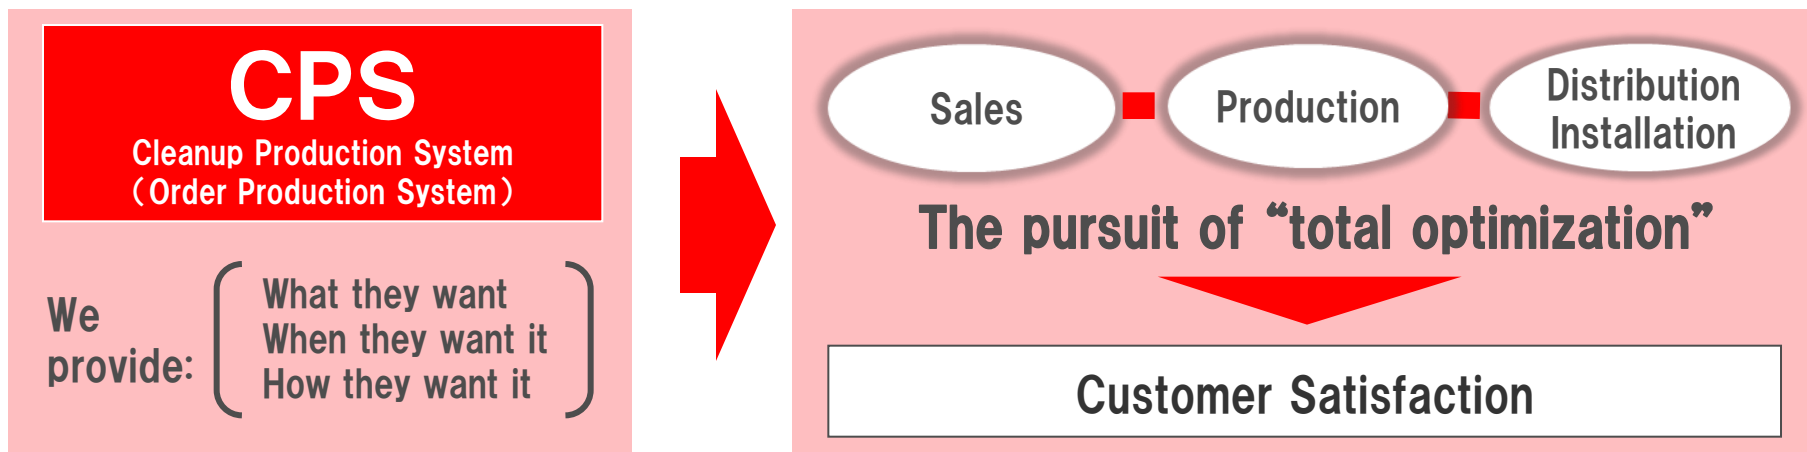 CPS
Cleanup Production System
（Order Production System）
We
provide:
What they want
When they want it
How they want it
Sales
Production
Distribution
Installation
The pursuit of “total optimization”
Customer Satisfaction